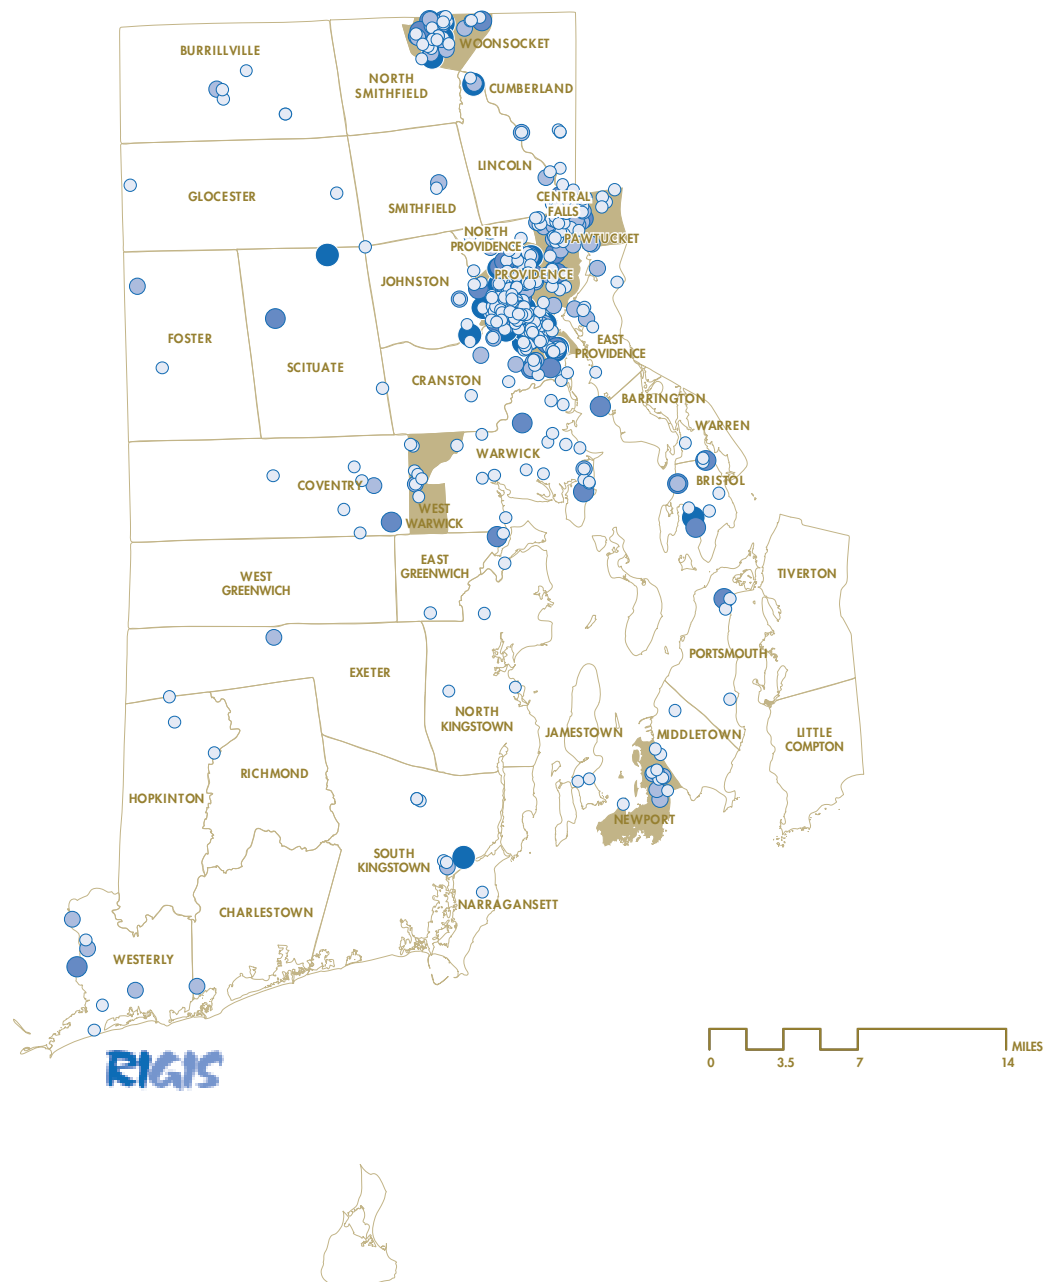 BURRILLVILLE
WOONSOCKET
NORTH
SMITHFIELD
CUMBERLAND
LINCOLN
GLOCESTER
SMITHFIELD
CENTRAL
FALLS
NORTH
PROVIDENCE
PAWTUCKET
JOHNSTON
PROVIDENCE
FOSTER
SCITUATE
EAST
PROVIDENCE
CRANSTON
BARRINGTON
WARREN
WARWICK
COVENTRY
BRISTOL
WEST
WARWICK
EAST
GREENWICH
WEST
GREENWICH
TIVERTON
PORTSMOUTH
EXETER
NORTH
KINGSTOWN
JAMESTOWN
MIDDLETOWN
LITTLE
COMPTON
RICHMOND
HOPKINTON
NEWPORT
SOUTH
KINGSTOWN
NARRAGANSETT
CHARLESTOWN
WESTERLY
RIGIS
MILES
0 3.5 7 14